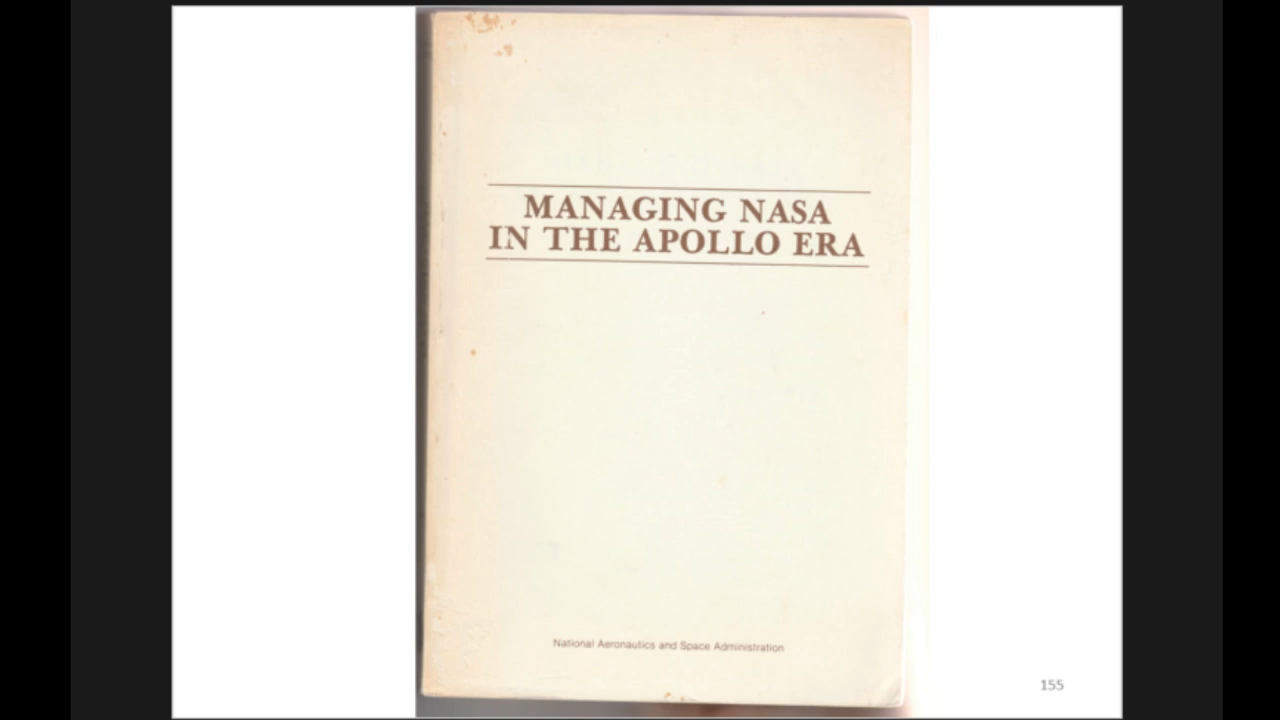 MANAGING NASA
IN THE APOLLO ERA
National Aeronautics and Space Administration
155